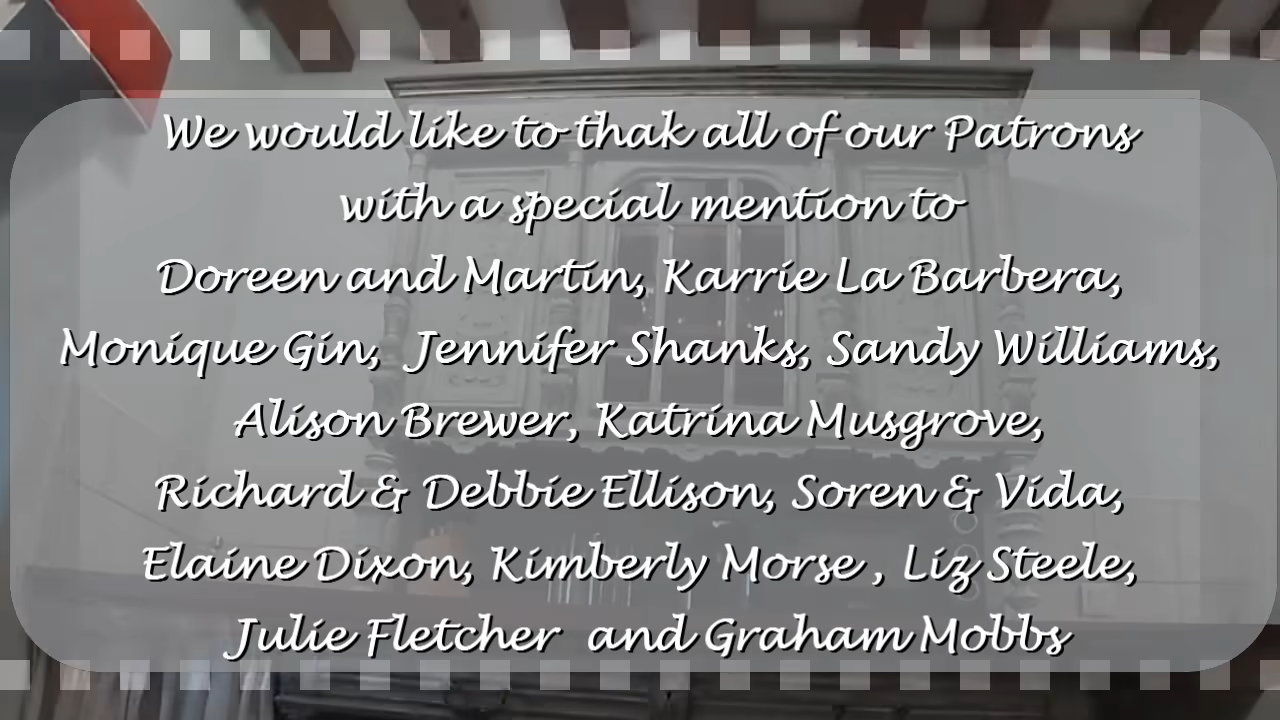 We would like to thak all of our Patrons
with a special mention to
Doreen and Martin, Karrie La Barbera,
Monique Gin, Jennifer Shanks, Sandy Williams,
Alison Brewer, Katrina Musgrove,
Richard & Debbie Ellison, Soren & Vida,
Elaine Dixon, Kimberly Morse , Liz Steele,
Julie Fletcher and Graham Mobbs